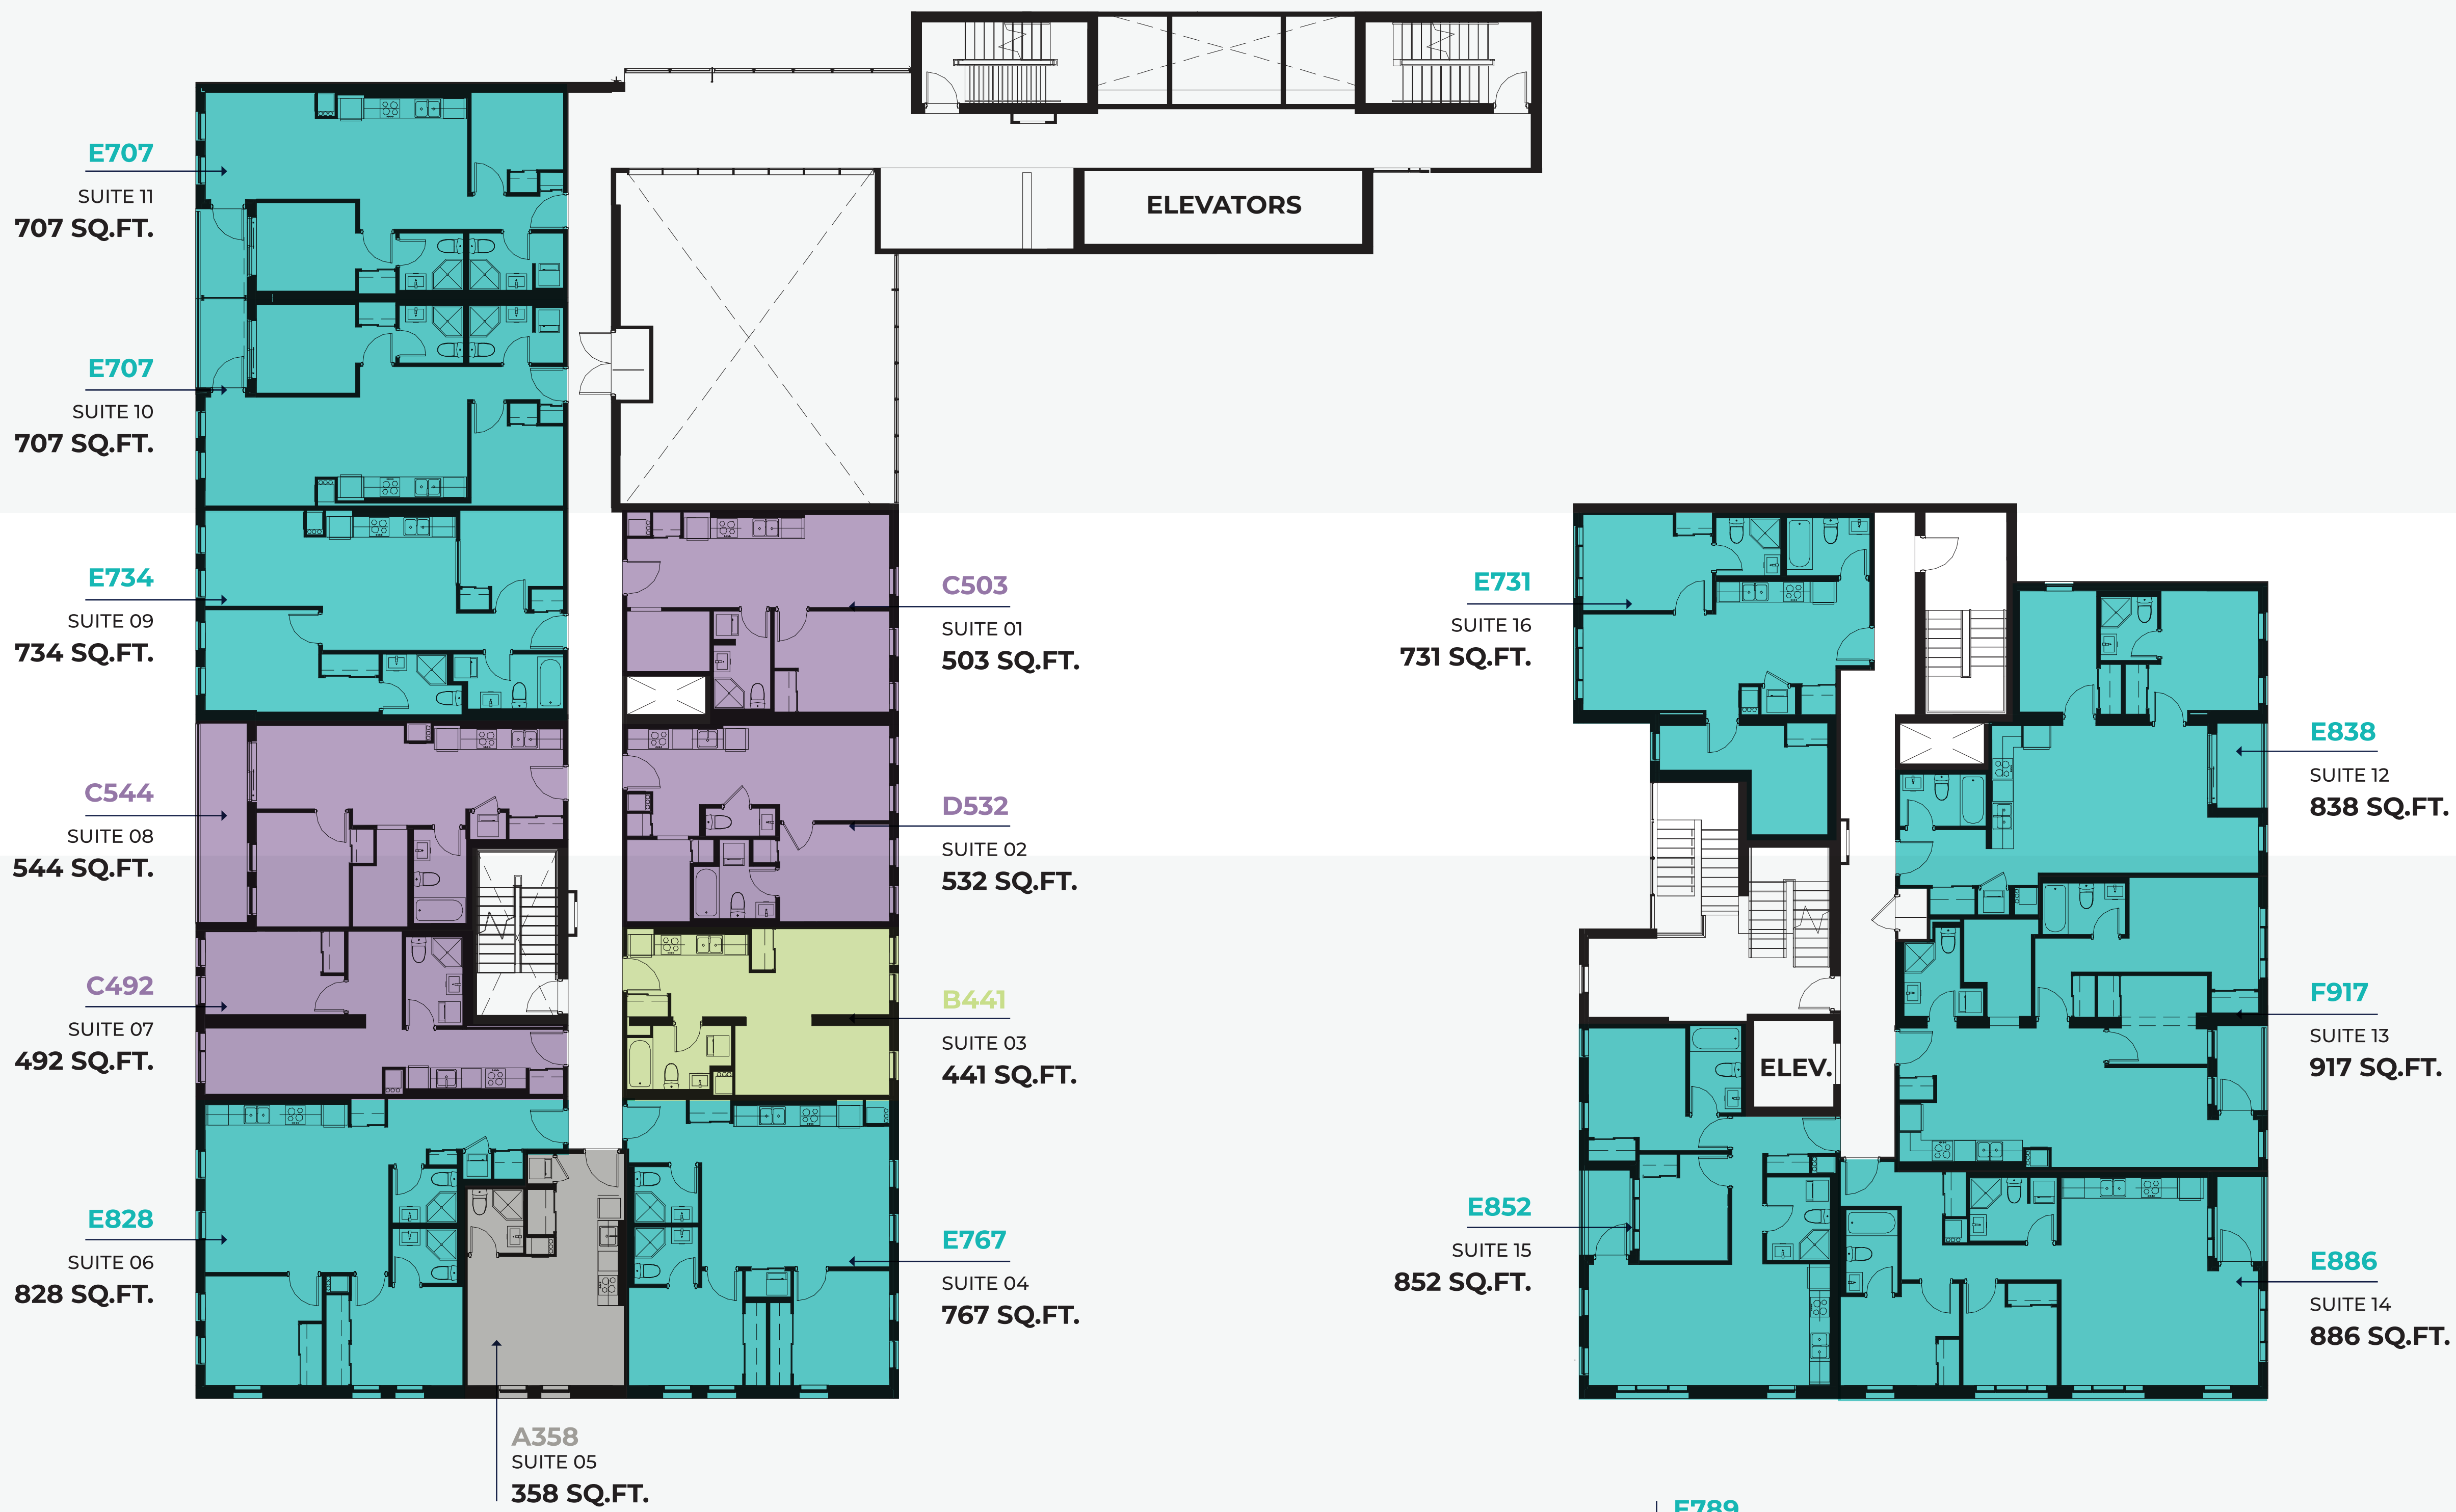 ELEVATORS
E707
SUITE 11
707 SQ.FT.
E707
SUITE 10
707 SQ.FT.
E734
SUITE 09
734 SQ.FT.
C544
SUITE 08
544 SQ.FT.
C492
SUITE 07
492 SQ.FT.
E828
SUITE 06
828 SQ.FT.
A358
SUITE 05
358 SQ.FT.
C503
SUITE 01
503 SQ.FT.
D532
SUITE 02
532 SQ.FT.
B441
SUITE 03
441 SQ.FT.
E767
SUITE 04
767 SQ.FT.
E731
SUITE 16
731 SQ.FT.
ELEV.
E852
SUITE 15
852 SQ.FT.
E838
SUITE 12
838 SQ.FT.
F917
SUITE 13
917 SQ.FT.
E886
SUITE 14
886 SQ.FT.